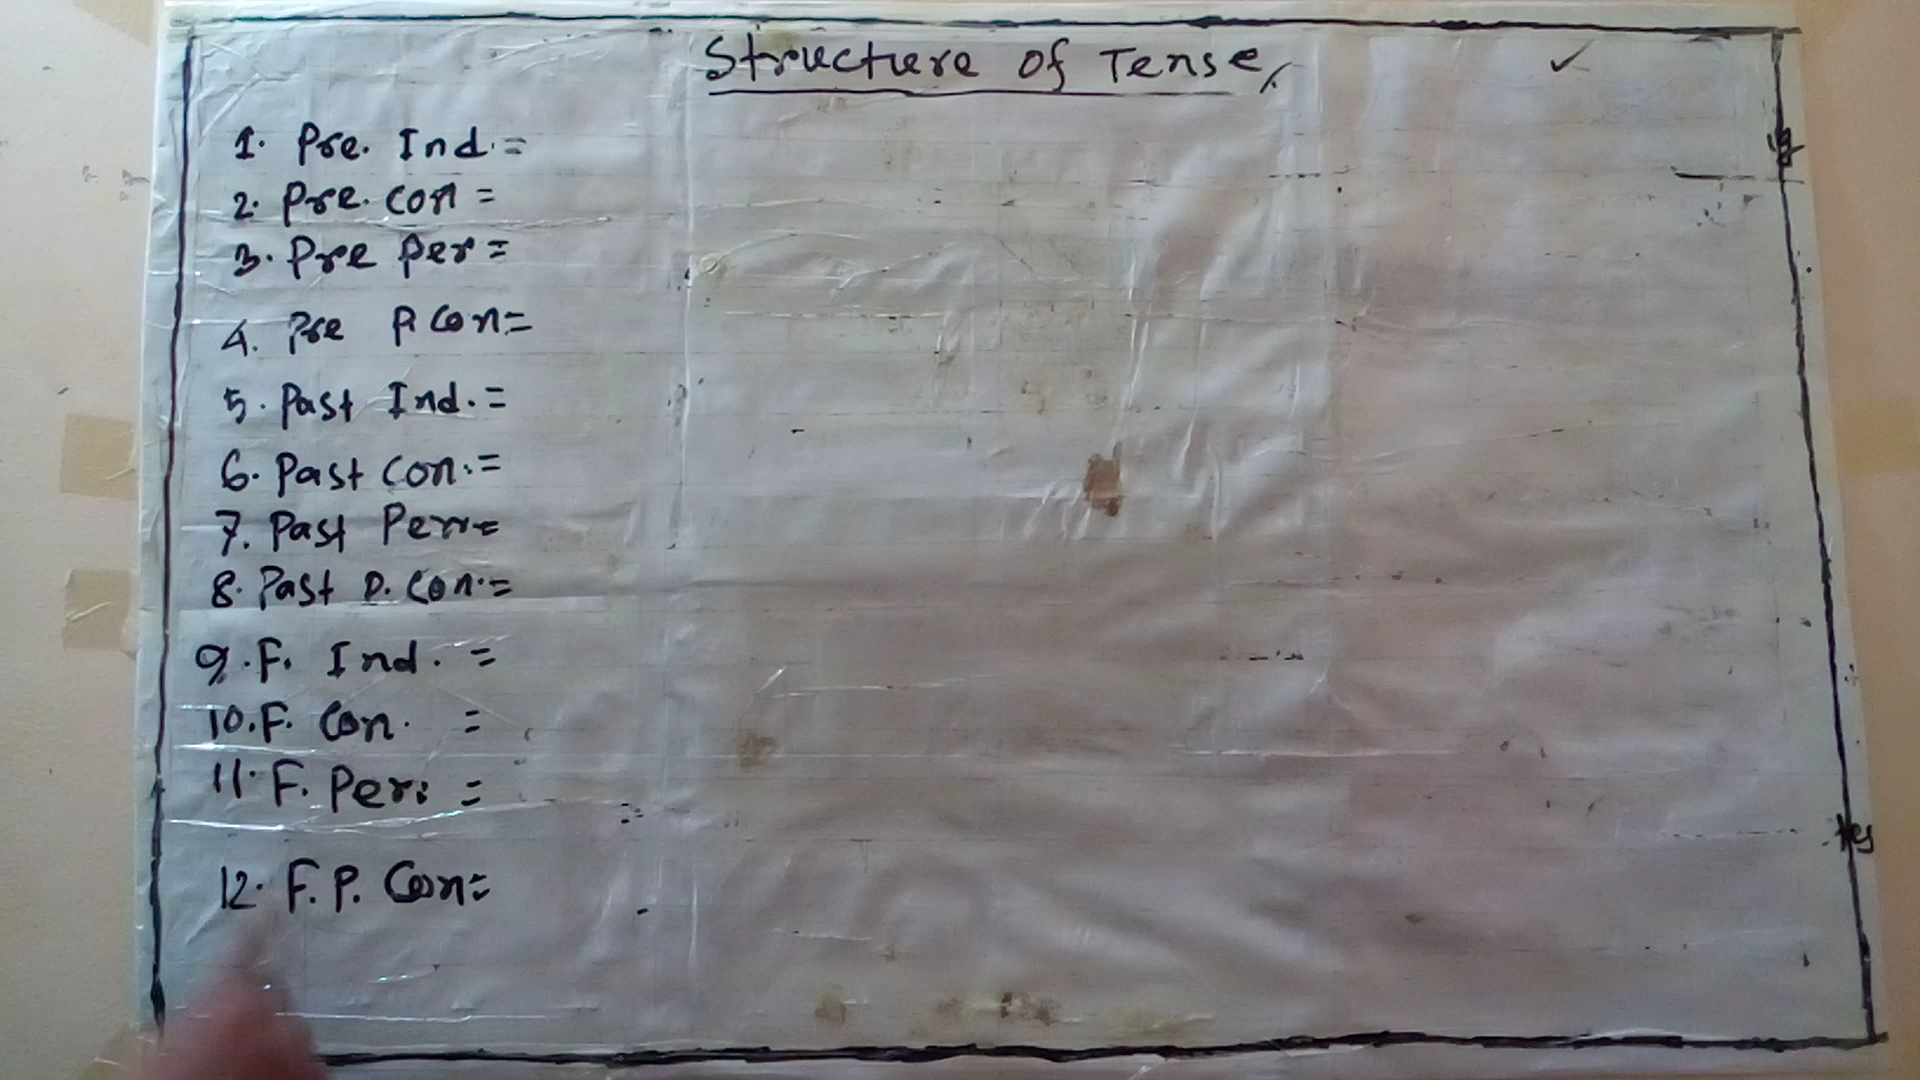 Structure of Tense,
1. Pre. Ind. =
2. Pre. Con =
3. Pre Per =
4. Pre P. Con =
5. Past Ind. =
6. Past Con. =
7. Past Perr =
8. Past P. Con. =
9. F. Ind. =
10. F. Con. =
11. F. Per. =
12. F. P. Con =